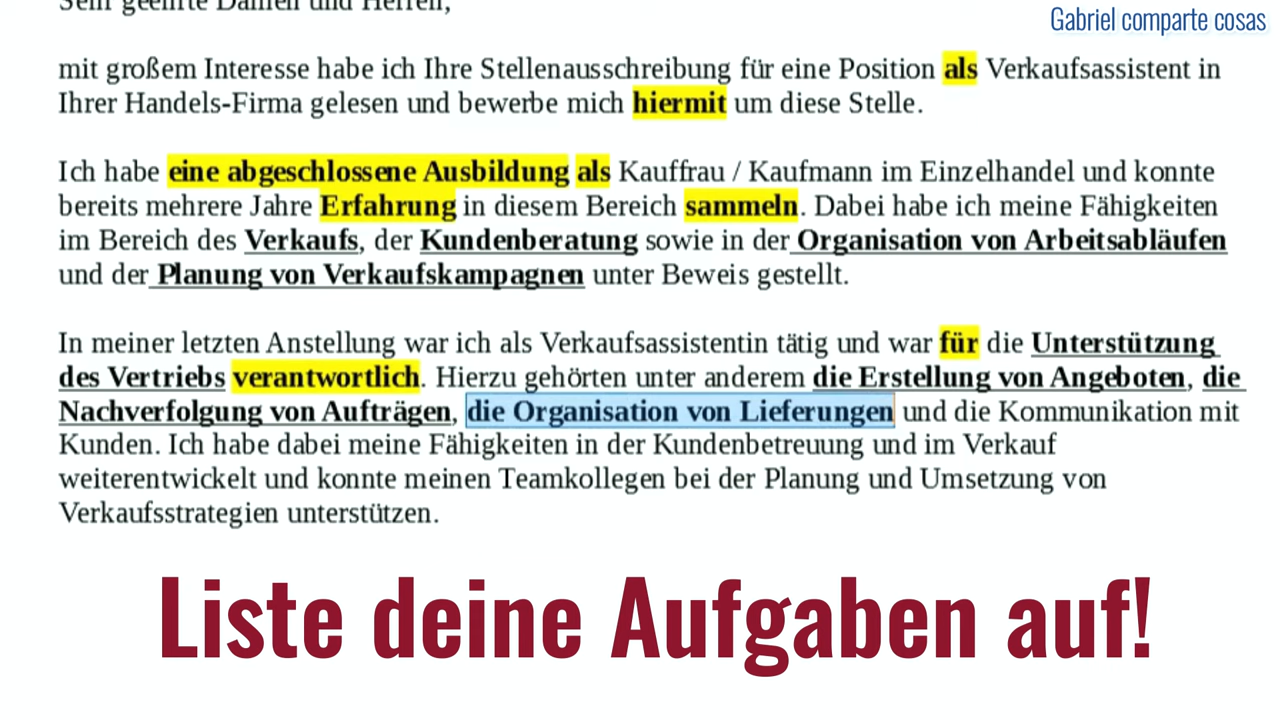 Sehr geehrte Damen und Herren,
Gabriel comparte cosas
mit großem Interesse habe ich Ihre Stellenausschreibung für eine Position als Verkaufsassistent in
Ihrer Handels-Firma gelesen und bewerbe mich hiermit um diese Stelle.
Ich habe eine abgeschlossene Ausbildung als Kauffrau / Kaufmann im Einzelhandel und konnte
bereits mehrere Jahre Erfahrung in diesem Bereich sammeln. Dabei habe ich meine Fähigkeiten
im Bereich des Verkaufs, der Kundenberatung sowie in der Organisation von Arbeitsabläufen
und der Planung von Verkaufskampagnen unter Beweis gestellt.
In meiner letzten Anstellung war ich als Verkaufsassistentin tätig und war für die Unterstützung
des Vertriebs verantwortlich. Hierzu gehörten unter anderem die Erstellung von Angeboten, die
Nachverfolgung von Aufträgen, die Organisation von Lieferungen und die Kommunikation mit
Kunden. Ich habe dabei meine Fähigkeiten in der Kundenbetreuung und im Verkauf
weiterentwickelt und konnte meinen Teamkollegen bei der Planung und Umsetzung von
Verkaufsstrategien unterstützen.
Liste deine Aufgaben auf!